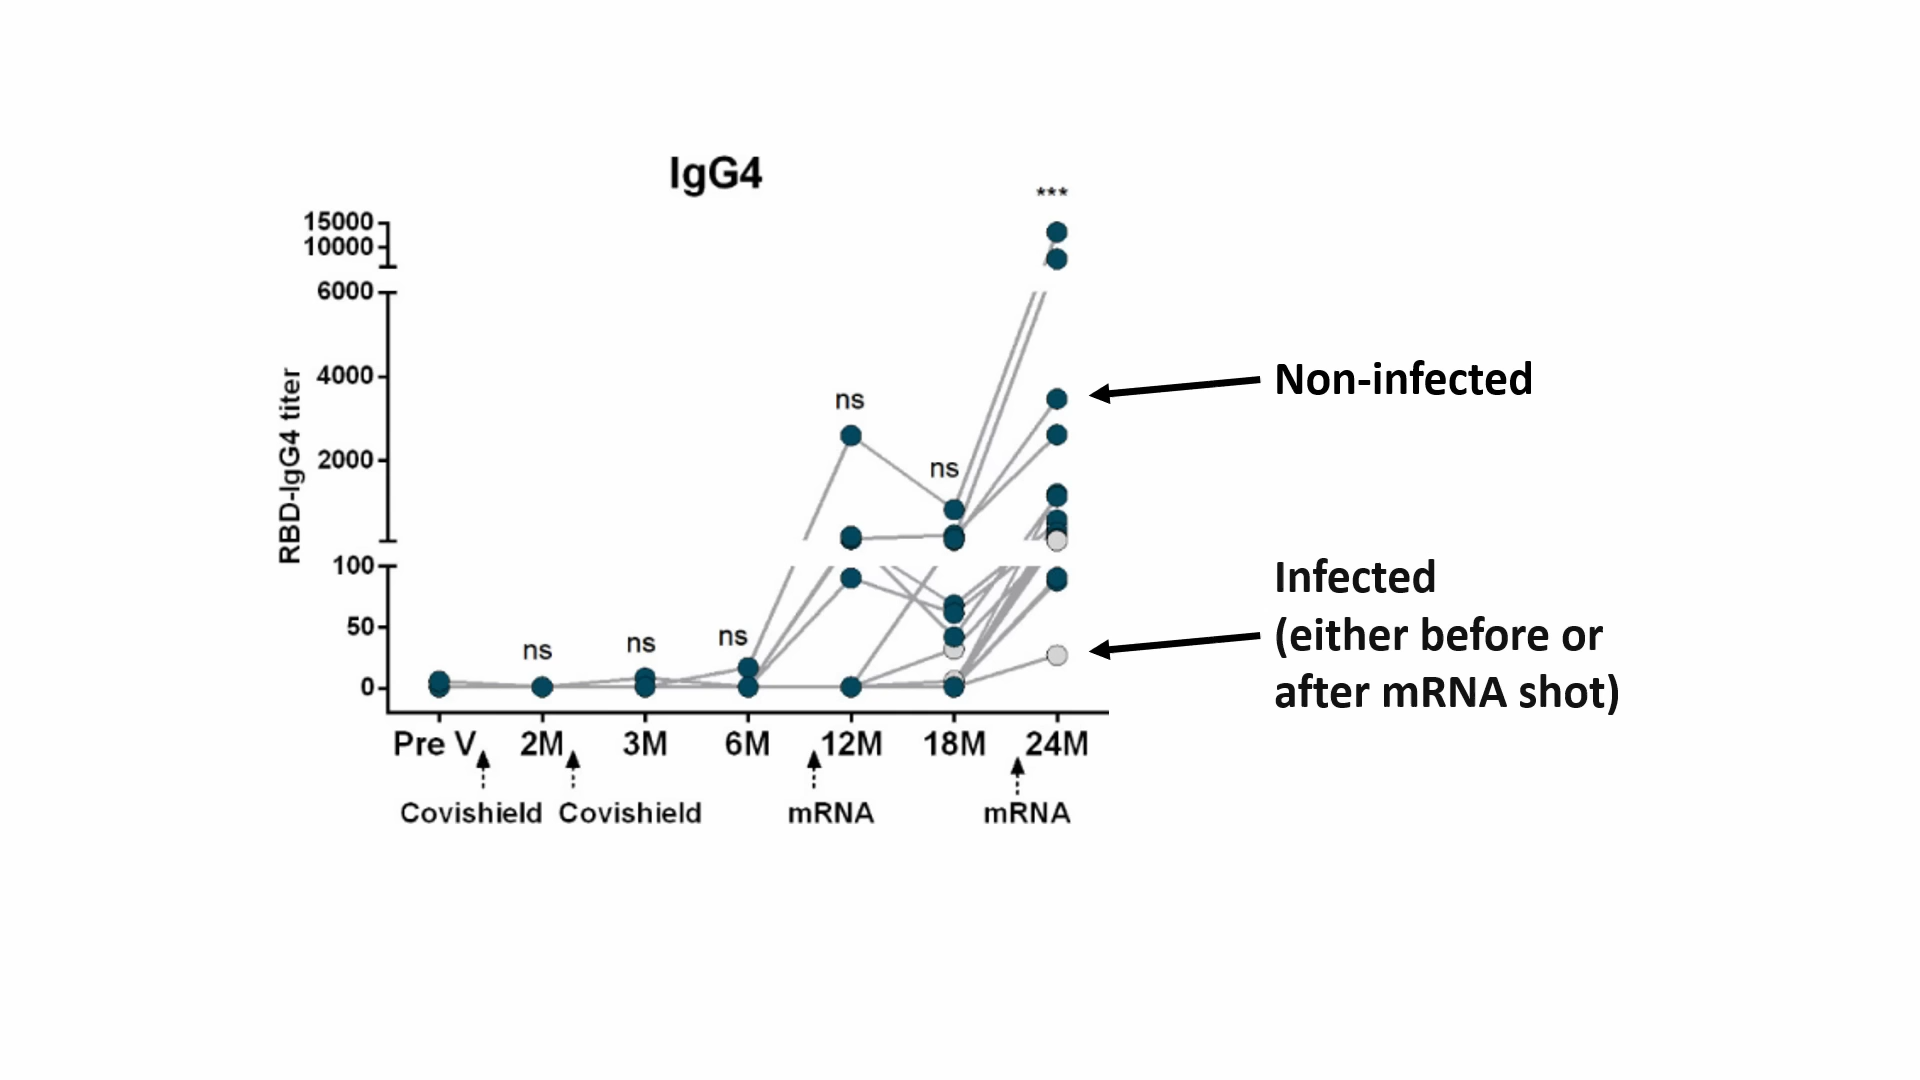 IgG4
***
15000
10000
6000
4000
2000
100
50
0
RBD-IgG4 titer
ns
ns
ns
ns
ns
Non-infected
Infected
(either before or
after mRNA shot)
Pre V 2M 3M 6M 12M 18M 24M
Covishield Covishield mRNA mRNA